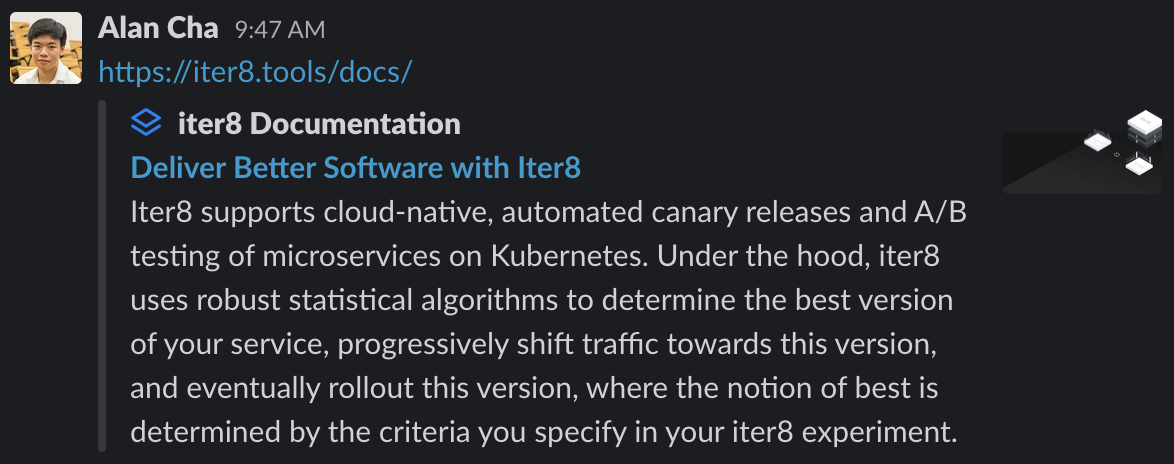 Alan Cha 9:47 AM
https://iter8.tools/docs/
iter8 Documentation
Deliver Better Software with Iter8
Iter8 supports cloud-native, automated canary releases and A/B
testing of microservices on Kubernetes. Under the hood, iter8
uses robust statistical algorithms to determine the best version
of your service, progressively shift traffic towards this version,
and eventually rollout this version, where the notion of best is
determined by the criteria you specify in your iter8 experiment.